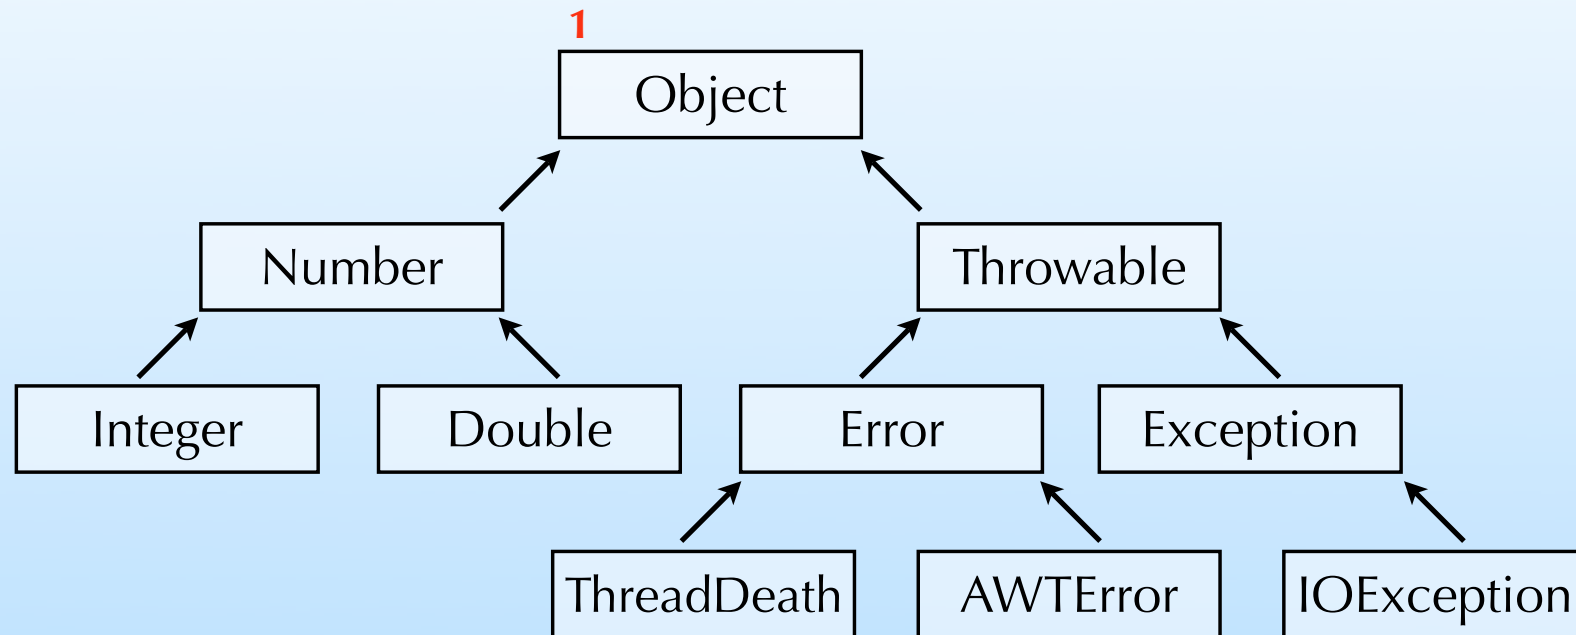 1
Object
Number
Throwable
Integer
Double
Error
Exception
ThreadDeath
AWTError
IOException